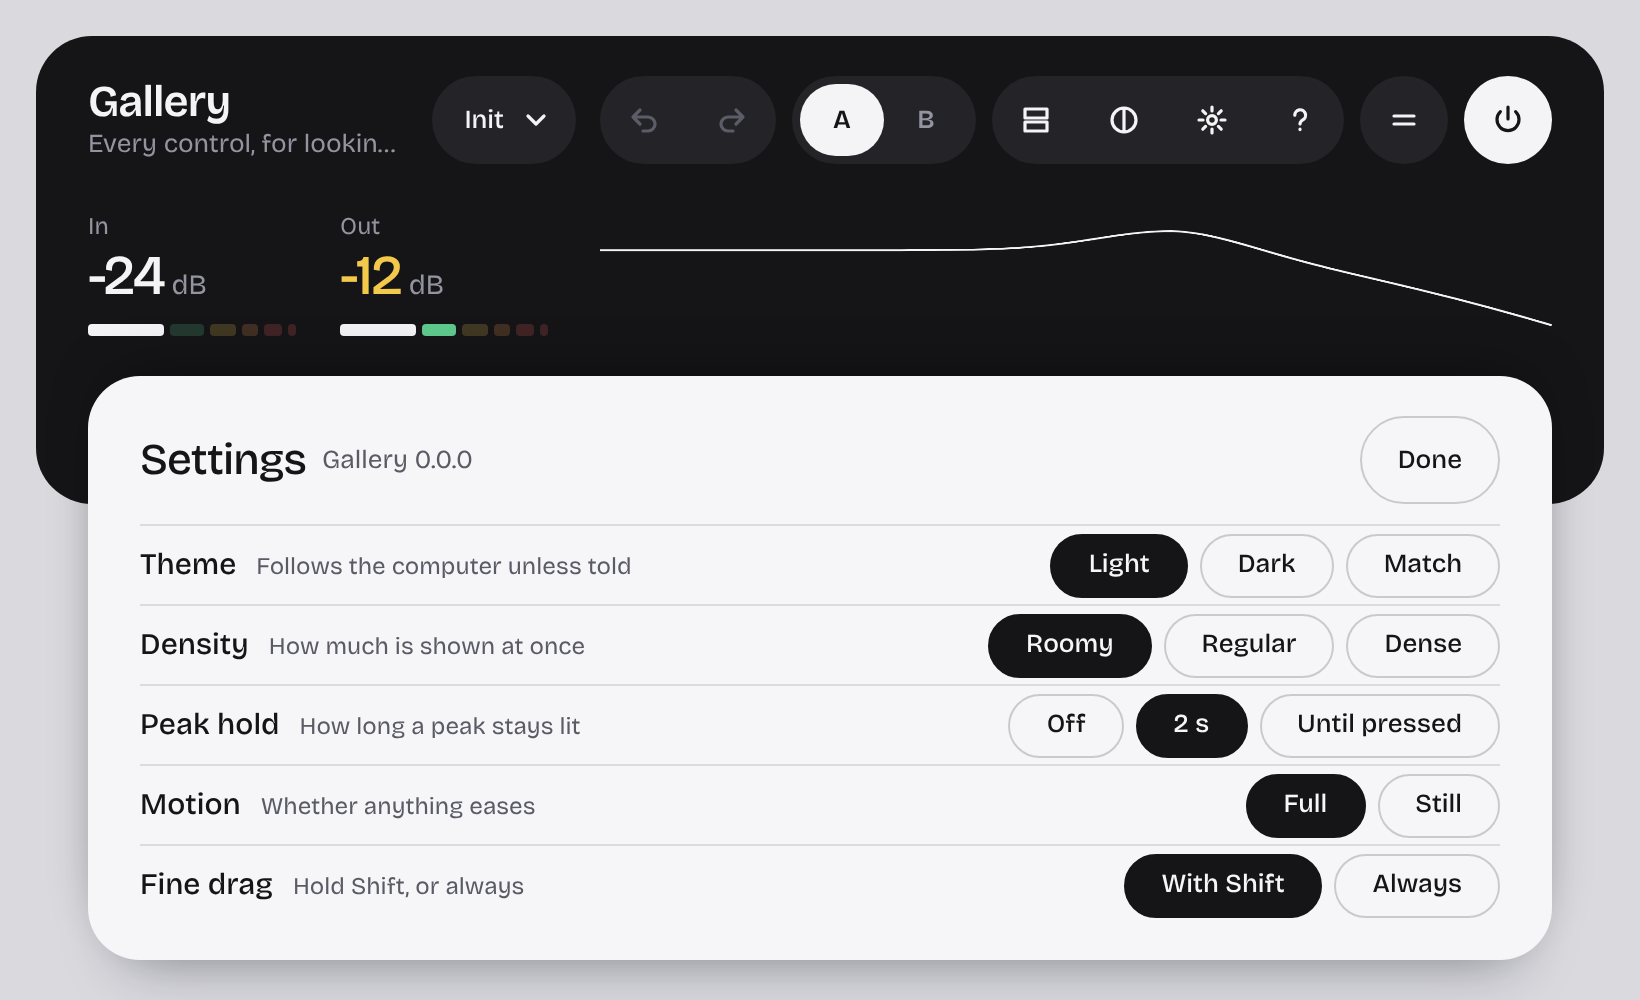 Gallery
Every control, for lookin...
Init
A B
?
In
-24 dB
Out
-12 dB
Settings Gallery 0.0.0
Done
Theme Follows the computer unless told
Light Dark Match
Density How much is shown at once
Roomy Regular Dense
Peak hold How long a peak stays lit
Off 2 s Until pressed
Motion Whether anything eases
Full Still
Fine drag Hold Shift, or always
With Shift Always